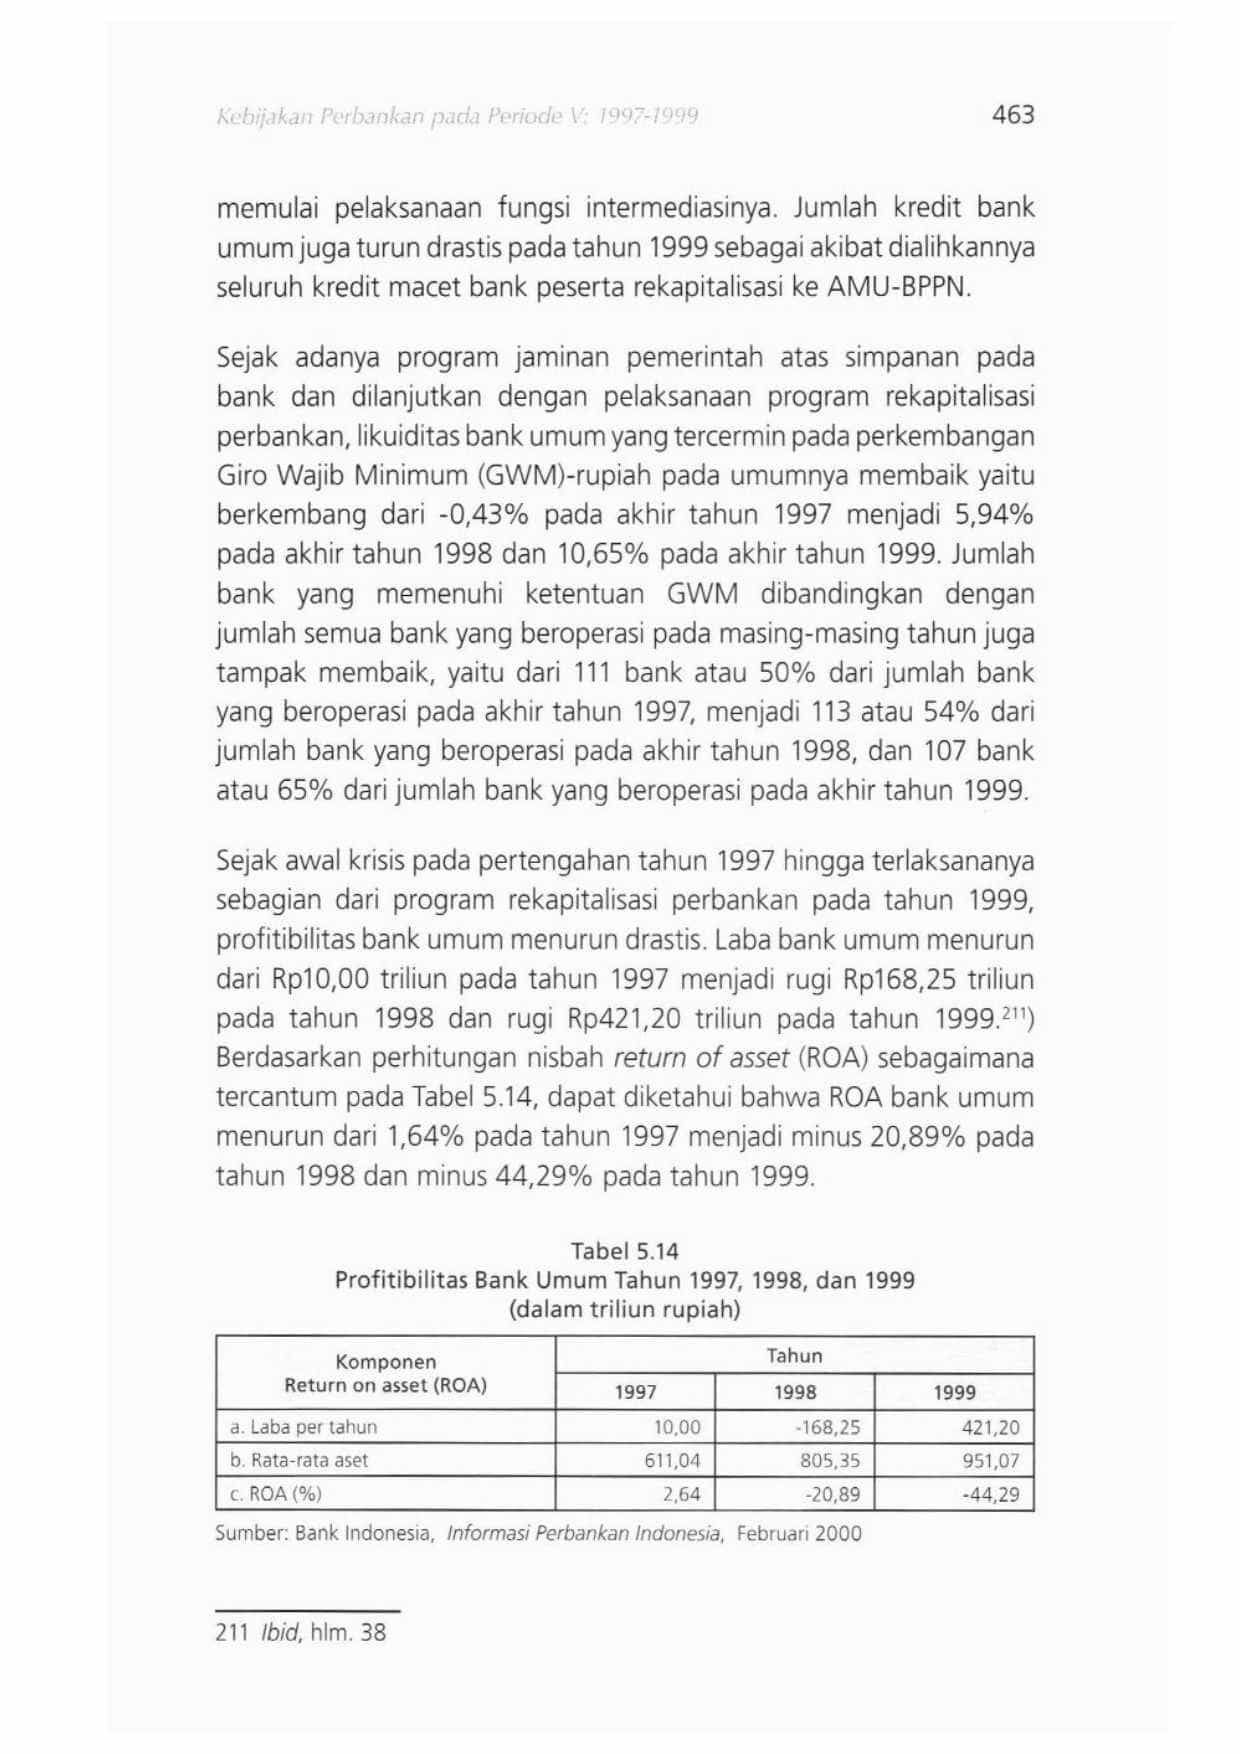 Kebijakan Perbankan pada Periode V: 1997-1999 463
memulai pelaksanaan fungsi intermediasinya. Jumlah kredit bank
umum juga turun drastis pada tahun 1999 sebagai akibat dialihkannya
seluruh kredit macet bank peserta rekapitalisasi ke AMU-BPPN.
Sejak adanya program jaminan pemerintah atas simpanan pada
bank dan dilanjutkan dengan pelaksanaan program rekapitalisasi
perbankan, likuiditas bank umum yang tercermin pada perkembangan
Giro Wajib Minimum (GWM)-rupiah pada umumnya membaik yaitu
berkembang dari -0,43% pada akhir tahun 1997 menjadi 5,94%
pada akhir tahun 1998 dan 10,65% pada akhir tahun 1999. Jumlah
bank yang memenuhi ketentuan GWM dibandingkan dengan
jumlah semua bank yang beroperasi pada masing-masing tahun juga
tampak membaik, yaitu dari 111 bank atau 50% dari jumlah bank
yang beroperasi pada akhir tahun 1997, menjadi 113 atau 54% dari
jumlah bank yang beroperasi pada akhir tahun 1998, dan 107 bank
atau 65% dari jumlah bank yang beroperasi pada akhir tahun 1999.
Sejak awal krisis pada pertengahan tahun 1997 hingga terlaksananya
sebagian dari program rekapitalisasi perbankan pada tahun 1999,
profitibilitas bank umum menurun drastis. Laba bank umum menurun
dari Rp10,00 triliun pada tahun 1997 menjadi rugi Rp168,25 triliun
pada tahun 1998 dan rugi Rp421,20 triliun pada tahun 1999.²¹¹)
Berdasarkan perhitungan nisbah return of asset (ROA) sebagaimana
tercantum pada Tabel 5.14, dapat diketahui bahwa ROA bank umum
menurun dari 1,64% pada tahun 1997 menjadi minus 20,89% pada
tahun 1998 dan minus 44,29% pada tahun 1999.
Tabel 5.14
Profitibilitas Bank Umum Tahun 1997, 1998, dan 1999
(dalam triliun rupiah)
Komponen
Return on asset (ROA)
Tahun
1997 1998 1999
a. Laba per tahun 10,00 -168,25 421,20
b. Rata-rata aset 611,04 805,35 951,07
c. ROA (%) 2,64 -20,89 -44,29
Sumber: Bank Indonesia, Informasi Perbankan Indonesia, Februari 2000
211 Ibid, hlm. 38